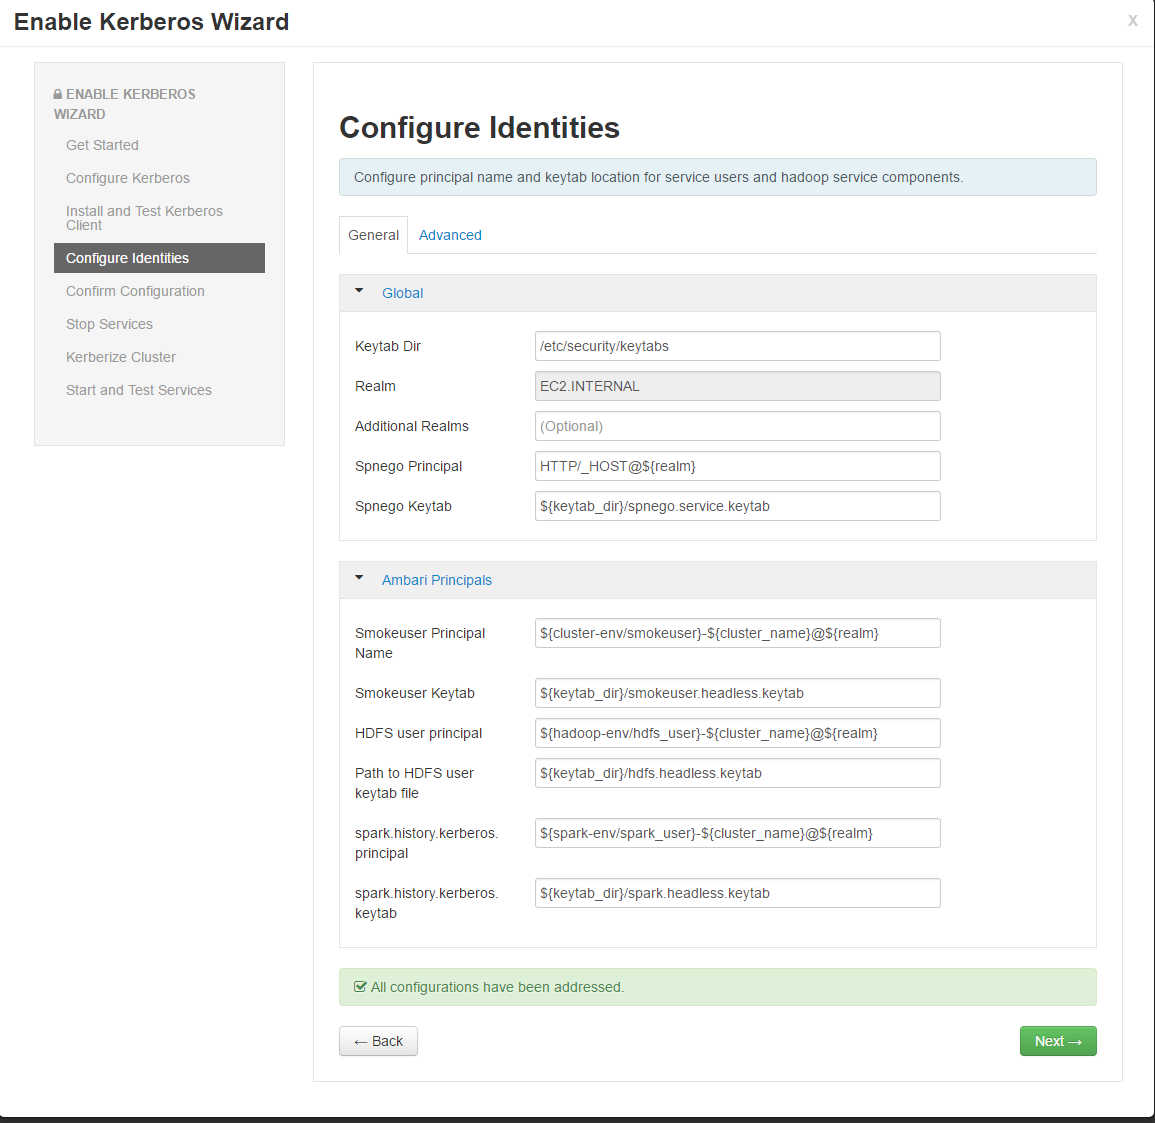 Enable Kerberos Wizard
x
ENABLE KERBEROS
WIZARD
Get Started
Configure Kerberos
Install and Test Kerberos
Client
Configure Identities
Confirm Configuration
Stop Services
Kerberize Cluster
Start and Test Services
Configure Identities
Configure principal name and keytab location for service users and hadoop service components.
General Advanced
Global
Keytab Dir /etc/security/keytabs
Realm EC2.INTERNAL
Additional Realms (Optional)
Spnego Principal HTTP/_HOST@${realm}
Spnego Keytab ${keytab_dir}/spnego.service.keytab
Ambari Principals
Smokeuser Principal ${cluster-env/smokeuser}-${cluster_name}@${realm}
Name
Smokeuser Keytab ${keytab_dir}/smokeuser.headless.keytab
HDFS user principal ${hadoop-env/hdfs_user}-${cluster_name}@${realm}
Path to HDFS user ${keytab_dir}/hdfs.headless.keytab
keytab file
spark.history.kerberos. ${spark-env/spark_user}-${cluster_name}@${realm}
principal
spark.history.kerberos. ${keytab_dir}/spark.headless.keytab
keytab
All configurations have been addressed.
← Back Next →